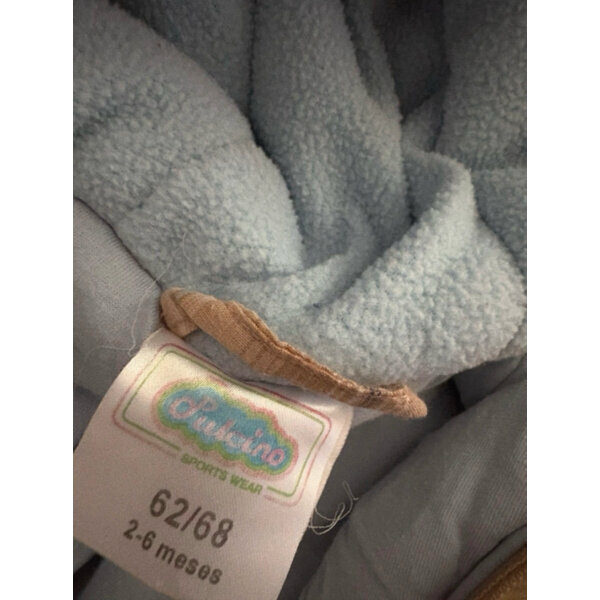 Pulcino
SPORTS WEAR
62/68
2-6 meses